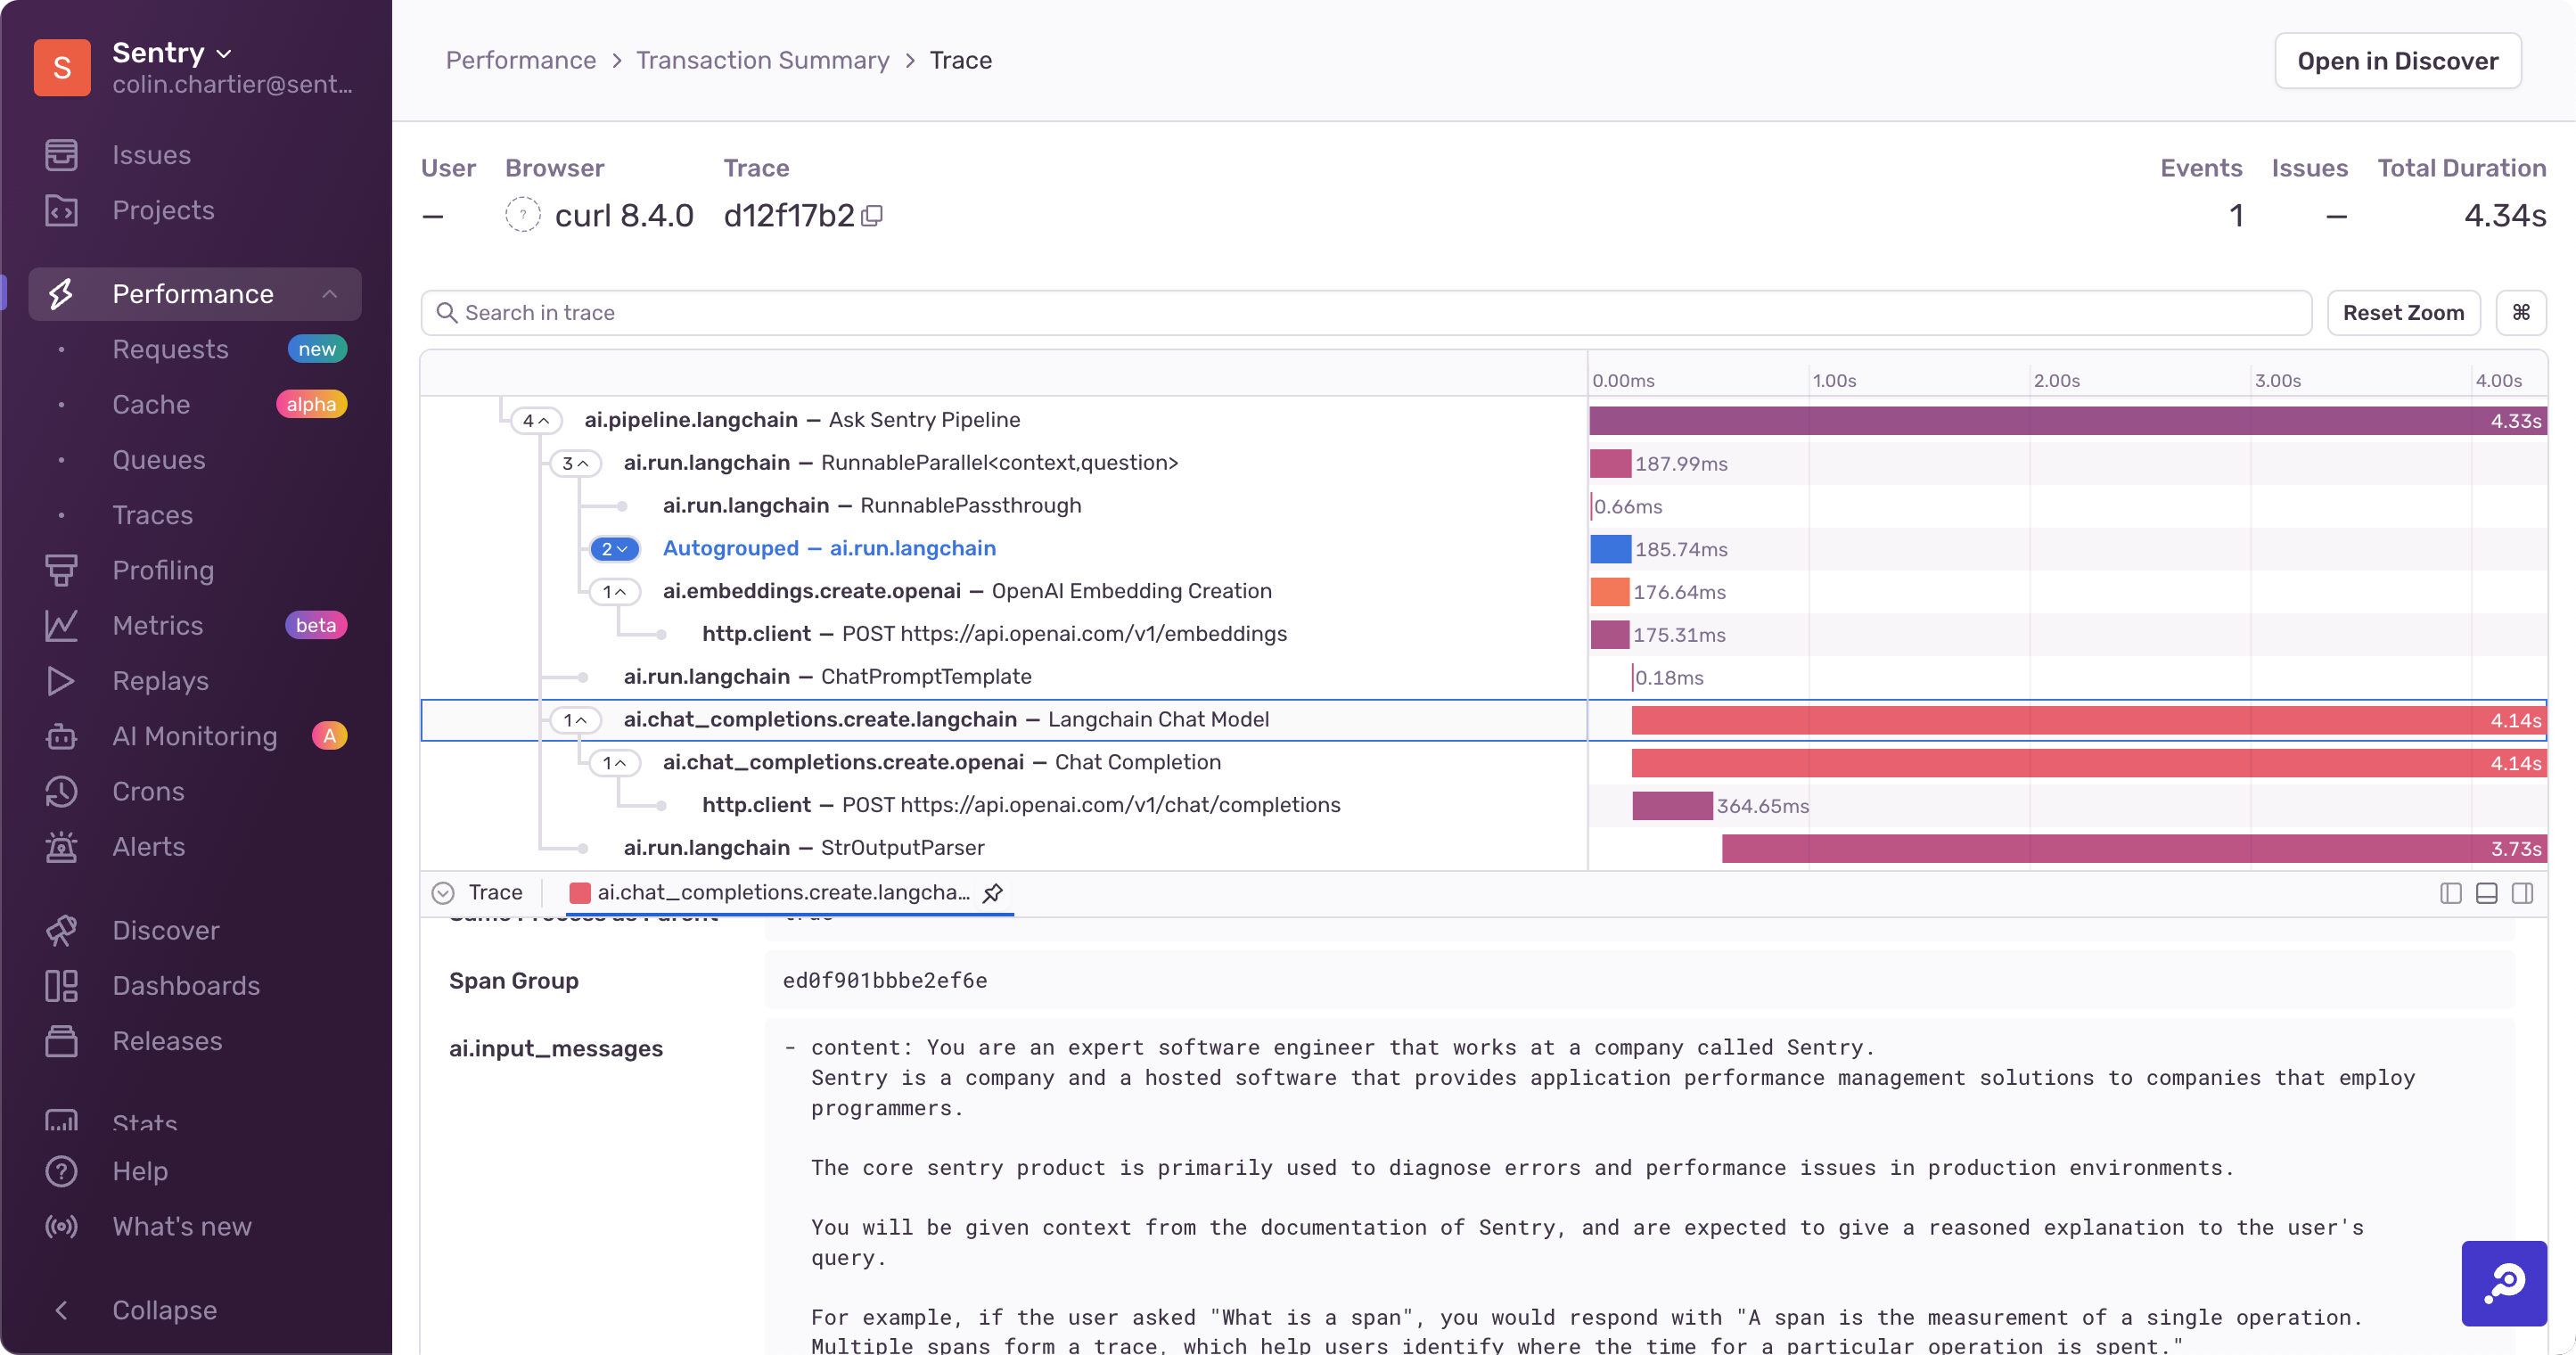 S
Sentry
colin.chartier@sent...
Issues
Projects
Performance
Requests new
Cache alpha
Queues
Traces
Profiling
Metrics beta
Replays
AI Monitoring A
Crons
Alerts
Discover
Dashboards
Releases
Stats
Help
What's new
Collapse
Performance > Transaction Summary > Trace
Open in Discover
User Browser Trace Events Issues Total Duration
— ? curl 8.4.0 d12f17b2 1 — 4.34s
Search in trace
Reset Zoom ⌘
0.00ms 1.00s 2.00s 3.00s 4.00s
4 ai.pipeline.langchain — Ask Sentry Pipeline 4.33s
3 ai.run.langchain — RunnableParallel<context,question> 187.99ms
ai.run.langchain — RunnablePassthrough 0.66ms
2 Autogrouped — ai.run.langchain 185.74ms
1 ai.embeddings.create.openai — OpenAI Embedding Creation 176.64ms
http.client — POST https://api.openai.com/v1/embeddings 175.31ms
ai.run.langchain — ChatPromptTemplate 0.18ms
1 ai.chat_completions.create.langchain — Langchain Chat Model 4.14s
1 ai.chat_completions.create.openai — Chat Completion 4.14s
http.client — POST https://api.openai.com/v1/chat/completions 364.65ms
ai.run.langchain — StrOutputParser 3.73s
Trace ai.chat_completions.create.langcha...
Same Process as Parent true
Span Group ed0f901bbbe2ef6e
ai.input_messages - content: You are an expert software engineer that works at a company called Sentry.
Sentry is a company and a hosted software that provides application performance management solutions to companies that employ
programmers.
The core sentry product is primarily used to diagnose errors and performance issues in production environments.
You will be given context from the documentation of Sentry, and are expected to give a reasoned explanation to the user's
query.
For example, if the user asked "What is a span", you would respond with "A span is the measurement of a single operation.
Multiple spans form a trace, which help users identify where the time for a particular operation is spent."